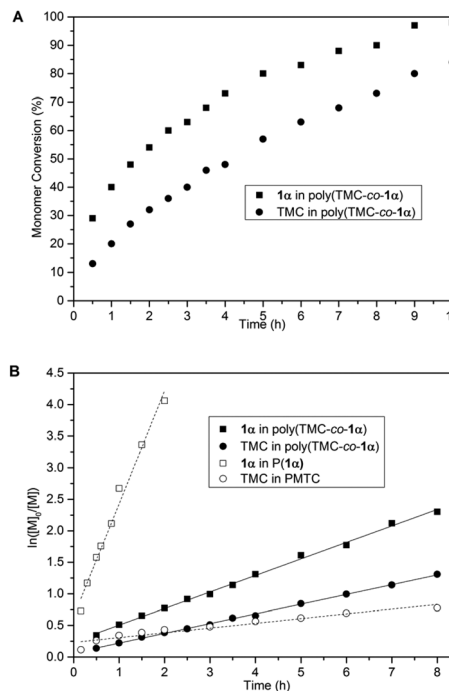 A
100
90
80
70
60
50
40
30
20
10
0
Monomer Conversion (%)
1α in poly(TMC-co-1α)
TMC in poly(TMC-co-1α)
0 1 2 3 4 5 6 7 8 9 10
Time (h)
B
4.5
4.0
3.5
3.0
2.5
2.0
1.5
1.0
0.5
0.0
ln([M]0/[M])
1α in poly(TMC-co-1α)
TMC in poly(TMC-co-1α)
1α in P(1α)
TMC in PMTC
0 1 2 3 4 5 6 7 8
Time (h)